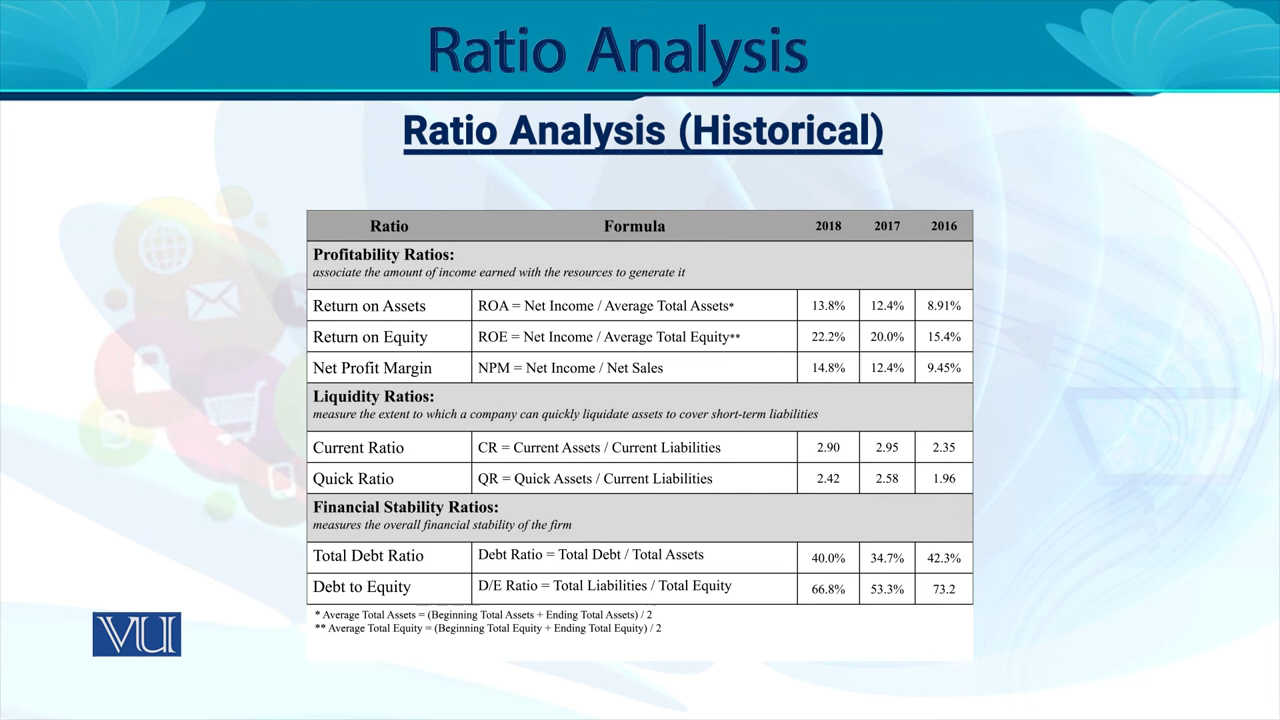 Ratio Analysis
Ratio Analysis (Historical)
Ratio Formula 2018 2017 2016
Profitability Ratios:
associate the amount of income earned with the resources to generate it
Return on Assets ROA = Net Income / Average Total Assets* 13.8% 12.4% 8.91%
Return on Equity ROE = Net Income / Average Total Equity** 22.2% 20.0% 15.4%
Net Profit Margin NPM = Net Income / Net Sales 14.8% 12.4% 9.45%
Liquidity Ratios:
measure the extent to which a company can quickly liquidate assets to cover short-term liabilities
Current Ratio CR = Current Assets / Current Liabilities 2.90 2.95 2.35
Quick Ratio QR = Quick Assets / Current Liabilities 2.42 2.58 1.96
Financial Stability Ratios:
measures the overall financial stability of the firm
Total Debt Ratio Debt Ratio = Total Debt / Total Assets 40.0% 34.7% 42.3%
Debt to Equity D/E Ratio = Total Liabilities / Total Equity 66.8% 53.3% 73.2
* Average Total Assets = (Beginning Total Assets + Ending Total Assets) / 2
** Average Total Equity = (Beginning Total Equity + Ending Total Equity) / 2
VU